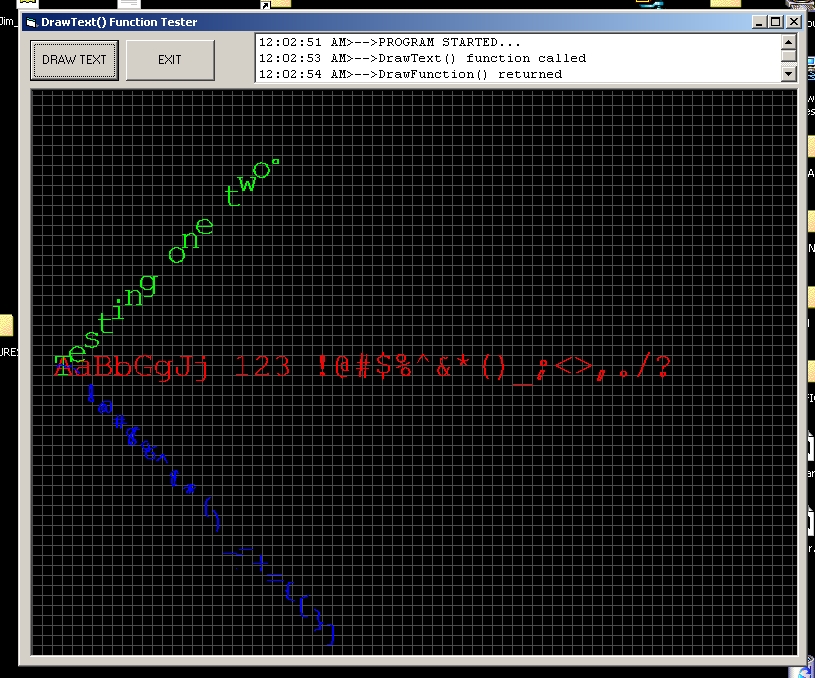 DrawText() Function Tester
DRAW TEXT
EXIT
12:02:51 AM>-->PROGRAM STARTED...
12:02:53 AM>-->DrawText() function called
12:02:54 AM>-->DrawFunction() returned
Testing one two.
AaBbGgJj 123 !@#$%^&*()_;:<>,./?
!@#$%^&*()_-+={[}]